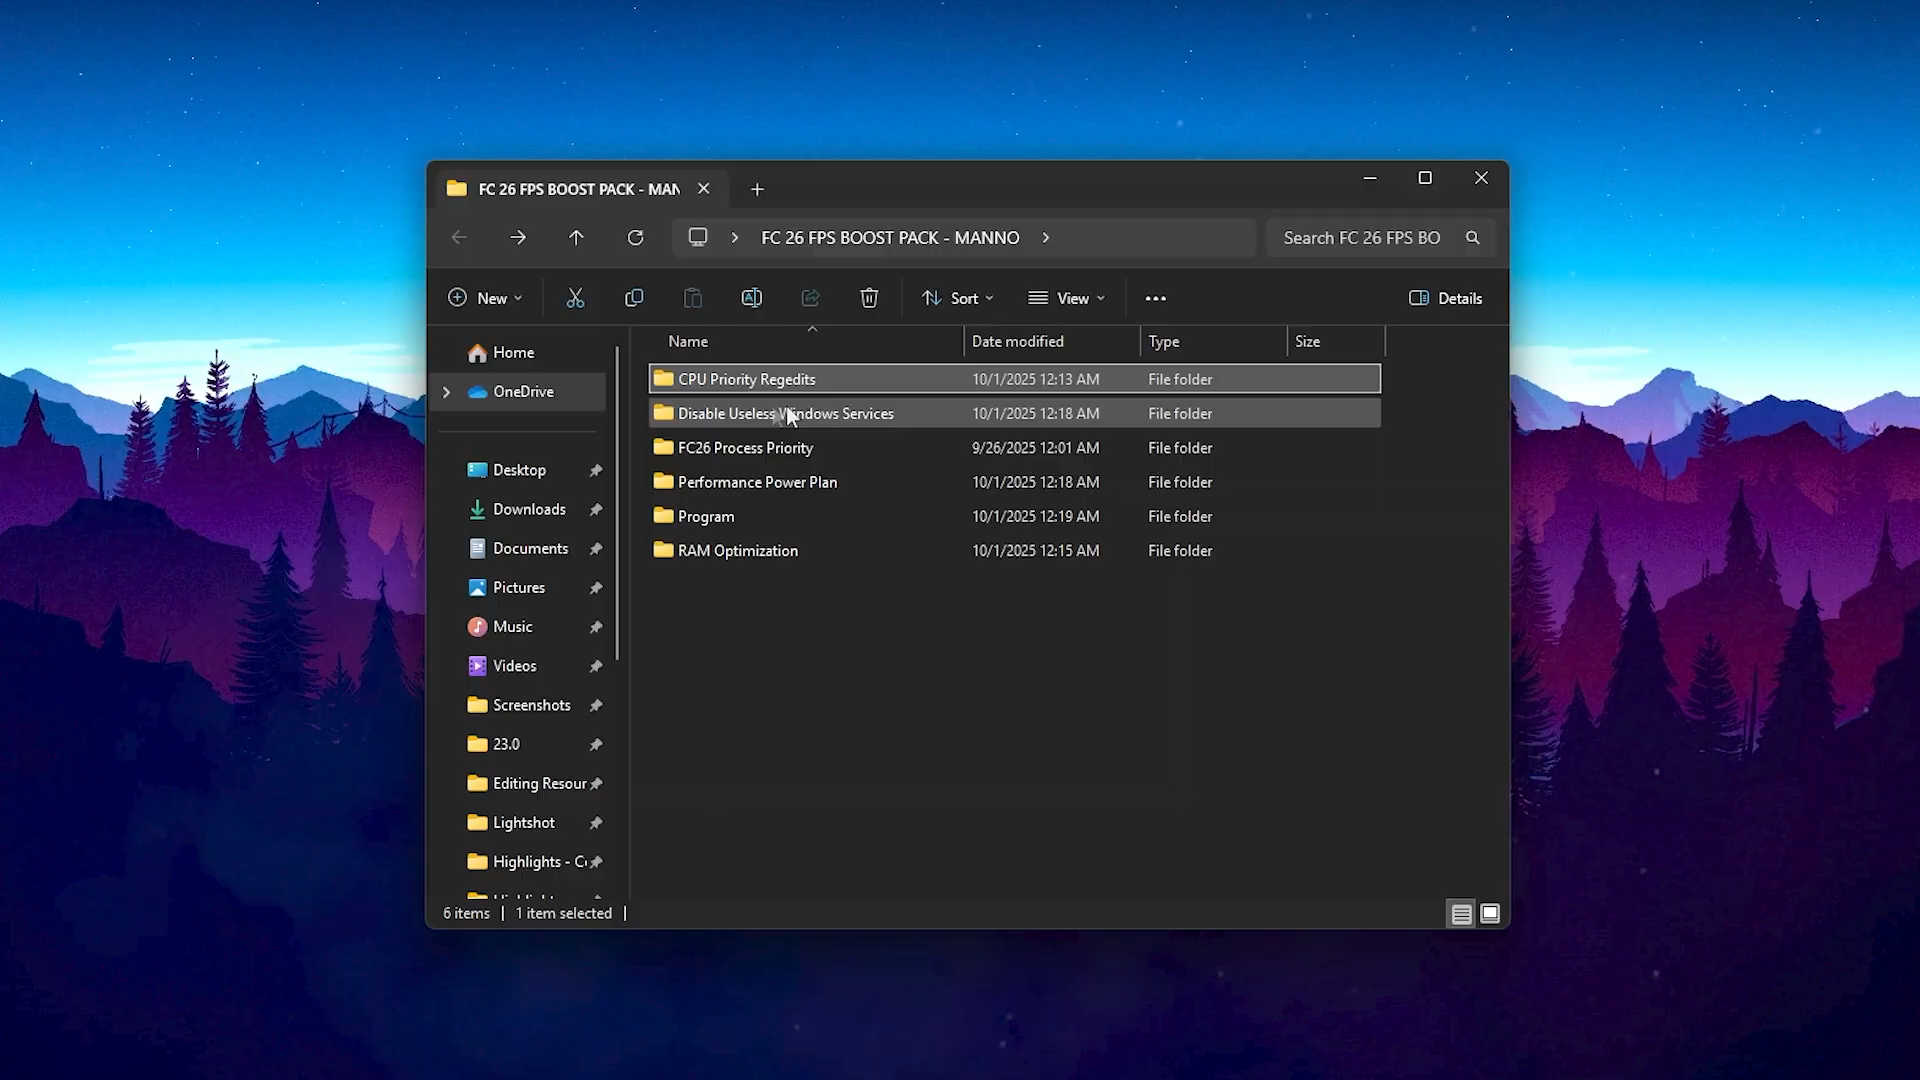 FC 26 FPS BOOST PACK - MAN
FC 26 FPS BOOST PACK - MANNO
Search FC 26 FPS BO
New
Sort
View
Details
Name
Date modified
Type
Size
Home
OneDrive
Desktop
Downloads
Documents
Pictures
Music
Videos
Screenshots
23.0
Editing Resour
Lightshot
Highlights - C
CPU Priority Regedits 10/1/2025 12:13 AM File folder
Disable Useless Windows Services 10/1/2025 12:18 AM File folder
FC26 Process Priority 9/26/2025 12:01 AM File folder
Performance Power Plan 10/1/2025 12:18 AM File folder
Program 10/1/2025 12:19 AM File folder
RAM Optimization 10/1/2025 12:15 AM File folder
6 items
1 item selected